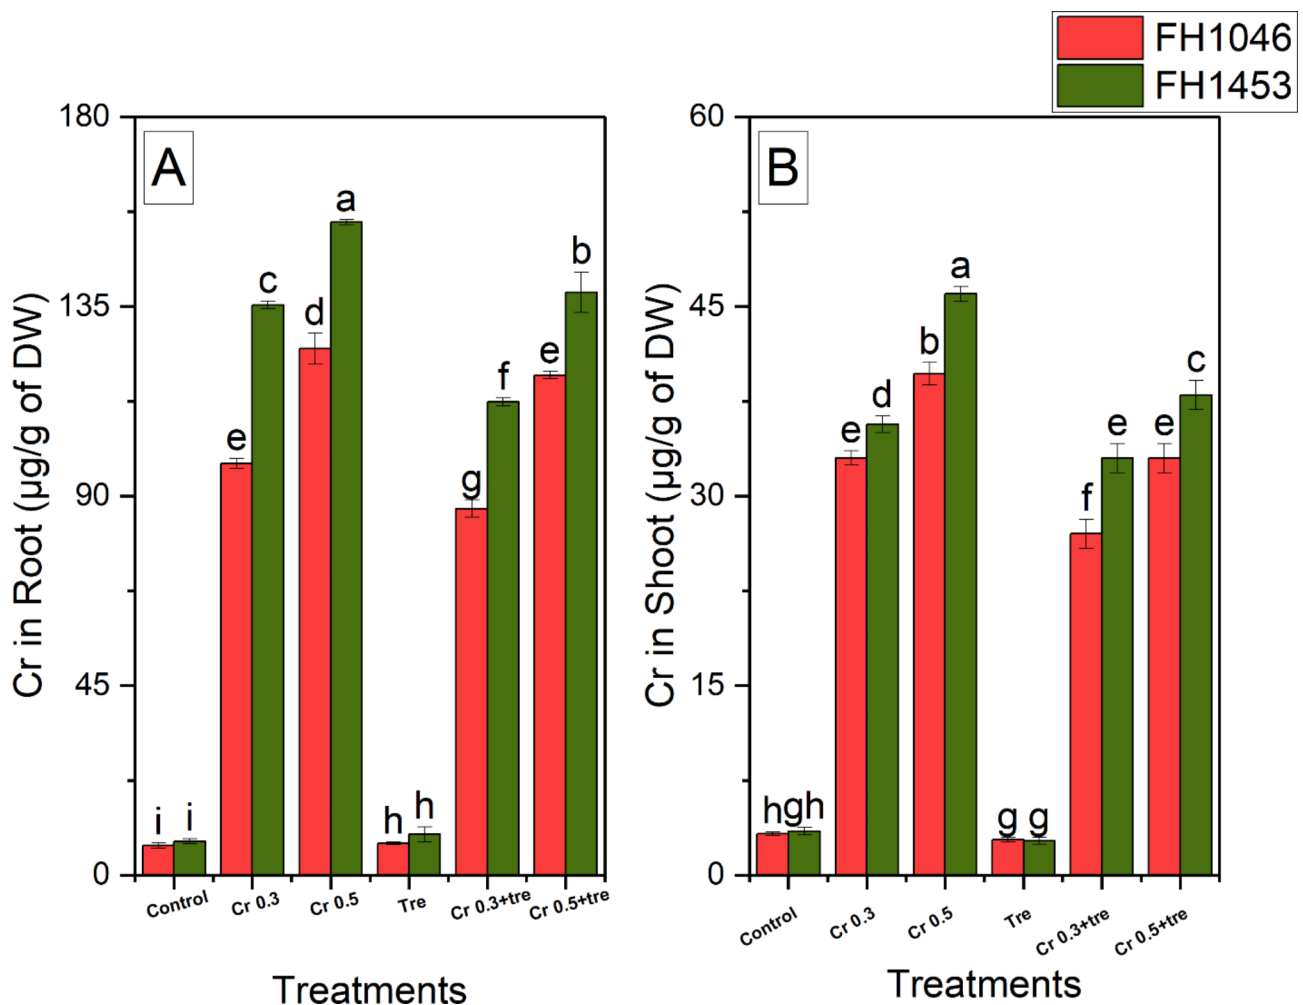 FH1046
FH1453
A
Cr in Root (µg/g of DW)
180
135
90
45
0
i i
e c
d a
h h
g f
e b
Control Cr 0.3 Cr 0.5 Tre Cr 0.3+tre Cr 0.5+tre
Treatments
B
Cr in Shoot (µg/g of DW)
60
45
30
15
0
h gh
e d
b a
g g
f e
e c
Control Cr 0.3 Cr 0.5 Tre Cr 0.3+tre Cr 0.5+tre
Treatments